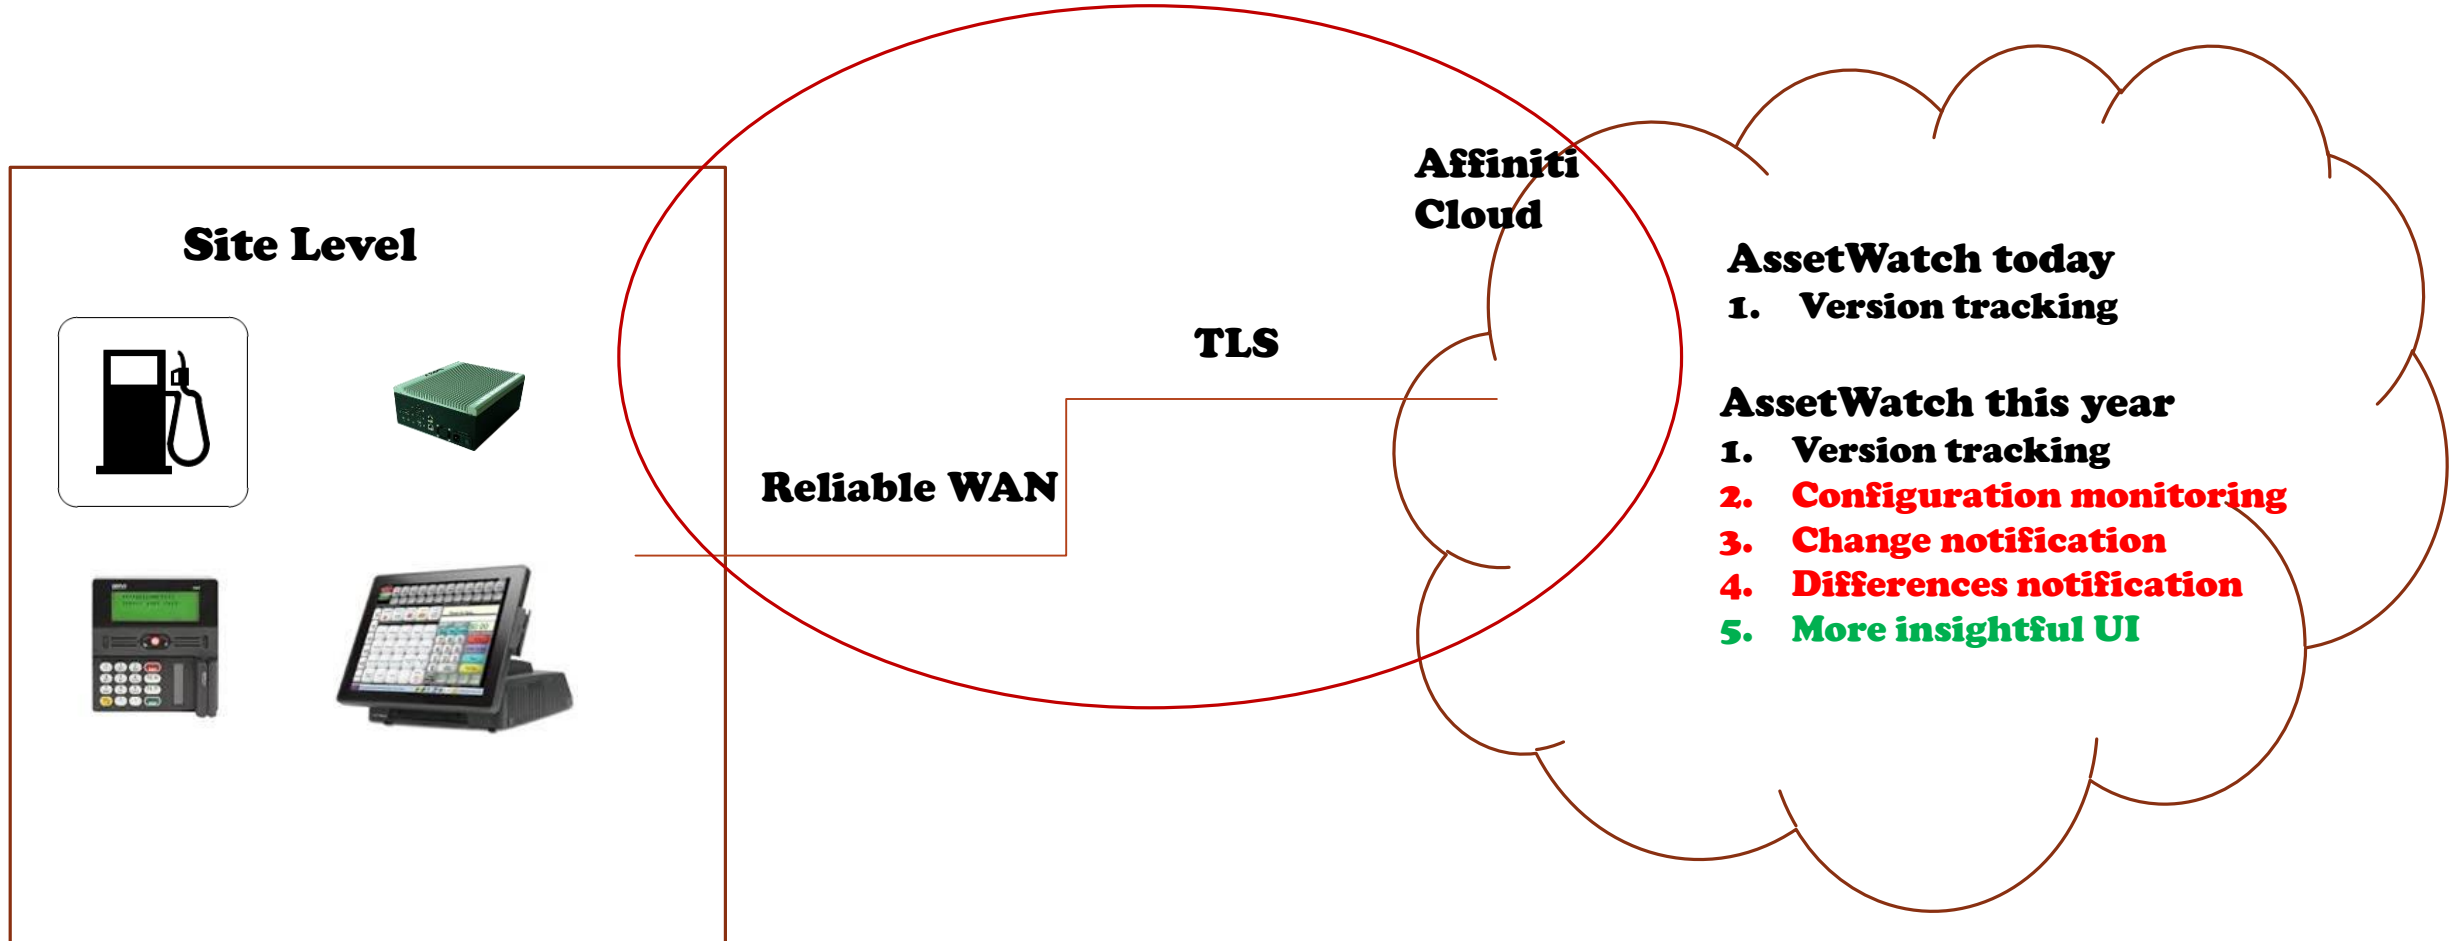 Site Level
Reliable WAN
TLS
Affiniti
Cloud
AssetWatch today
1. Version tracking
AssetWatch this year
1. Version tracking
2. Configuration monitoring
3. Change notification
4. Differences notification
5. More insightful UI